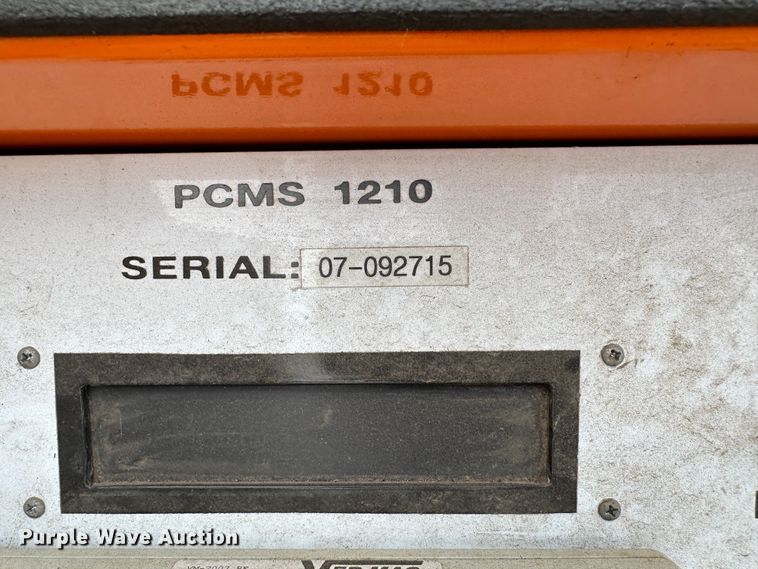 PCMS 1210
PCMS 1210
SERIAL: 07-092715
Purple Wave Auction